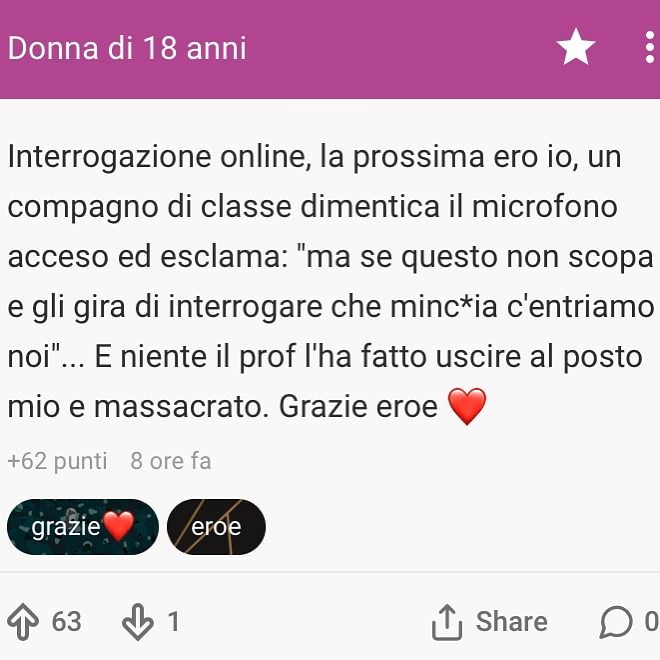 Donna di 18 anni
Interrogazione online, la prossima ero io, un
compagno di classe dimentica il microfono
acceso ed esclama: "ma se questo non scopa
e gli gira di interrogare che minc*ia c'entriamo
noi"... E niente il prof l'ha fatto uscire al posto
mio e massacrato. Grazie eroe ❤️
+62 punti 8 ore fa
grazie❤️ eroe
63 1 Share 0